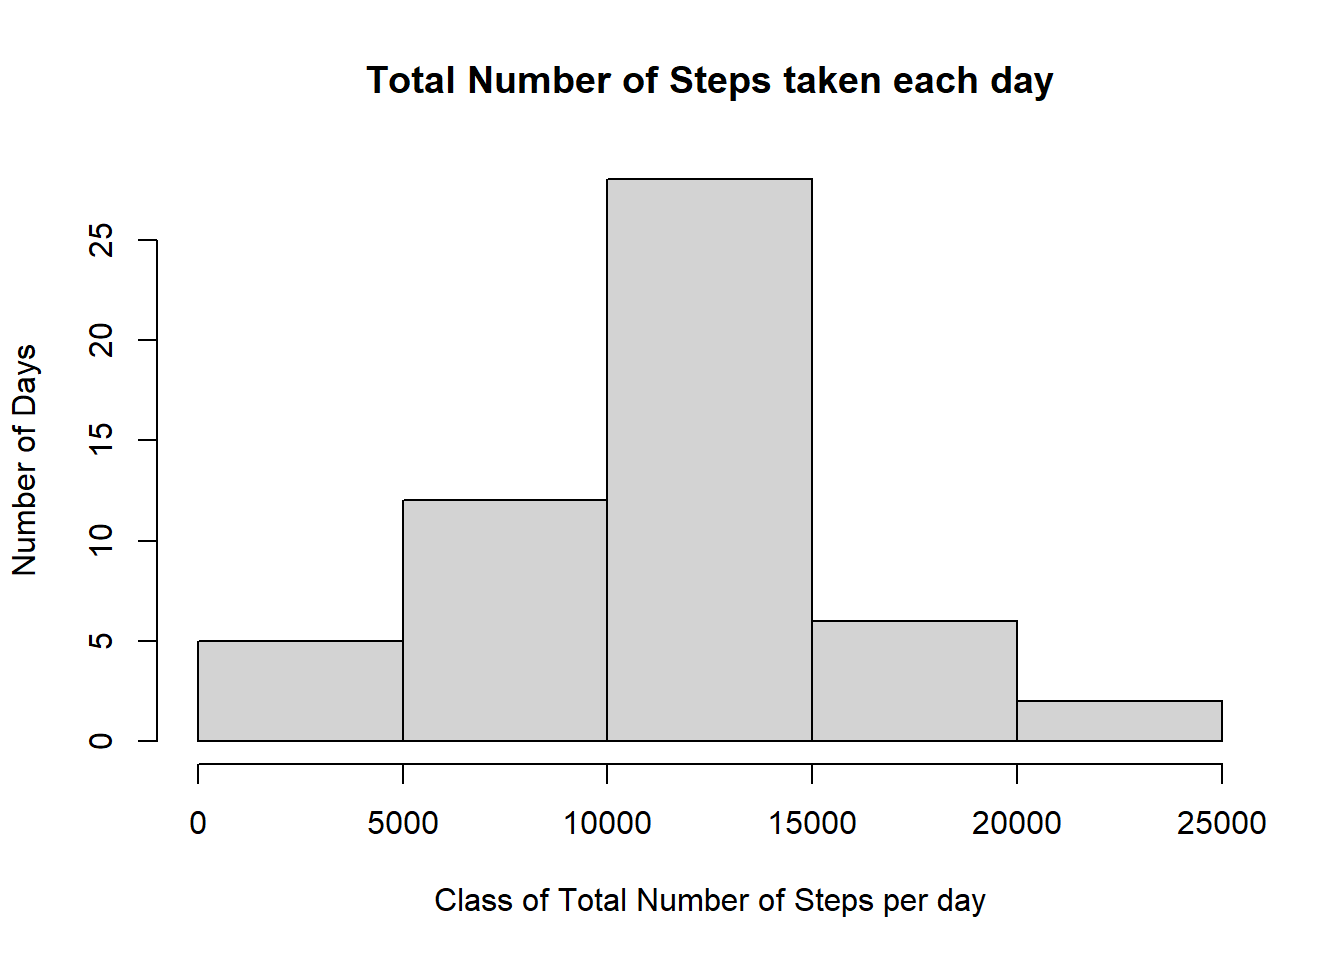 Total Number of Steps taken each day
Number of Days
25
20
15
10
5
0
0 5000 10000 15000 20000 25000
Class of Total Number of Steps per day